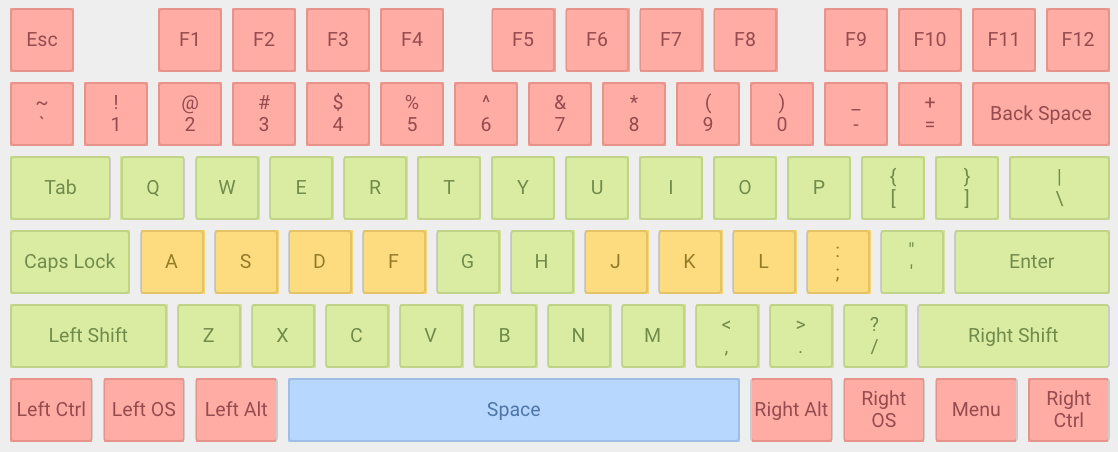 Esc F1 F2 F3 F4 F5 F6 F7 F8 F9 F10 F11 F12
~ ! @ # $ % ^ & * ( ) _ +
` 1 2 3 4 5 6 7 8 9 0 - = Back Space
Tab Q W E R T Y U I O P { } |
[ ] \
Caps Lock A S D F G H J K L : " Enter
; '
Left Shift Z X C V B N M < > ? Right Shift
, . /
Left Ctrl Left OS Left Alt Space Right Alt Right OS Menu Right Ctrl